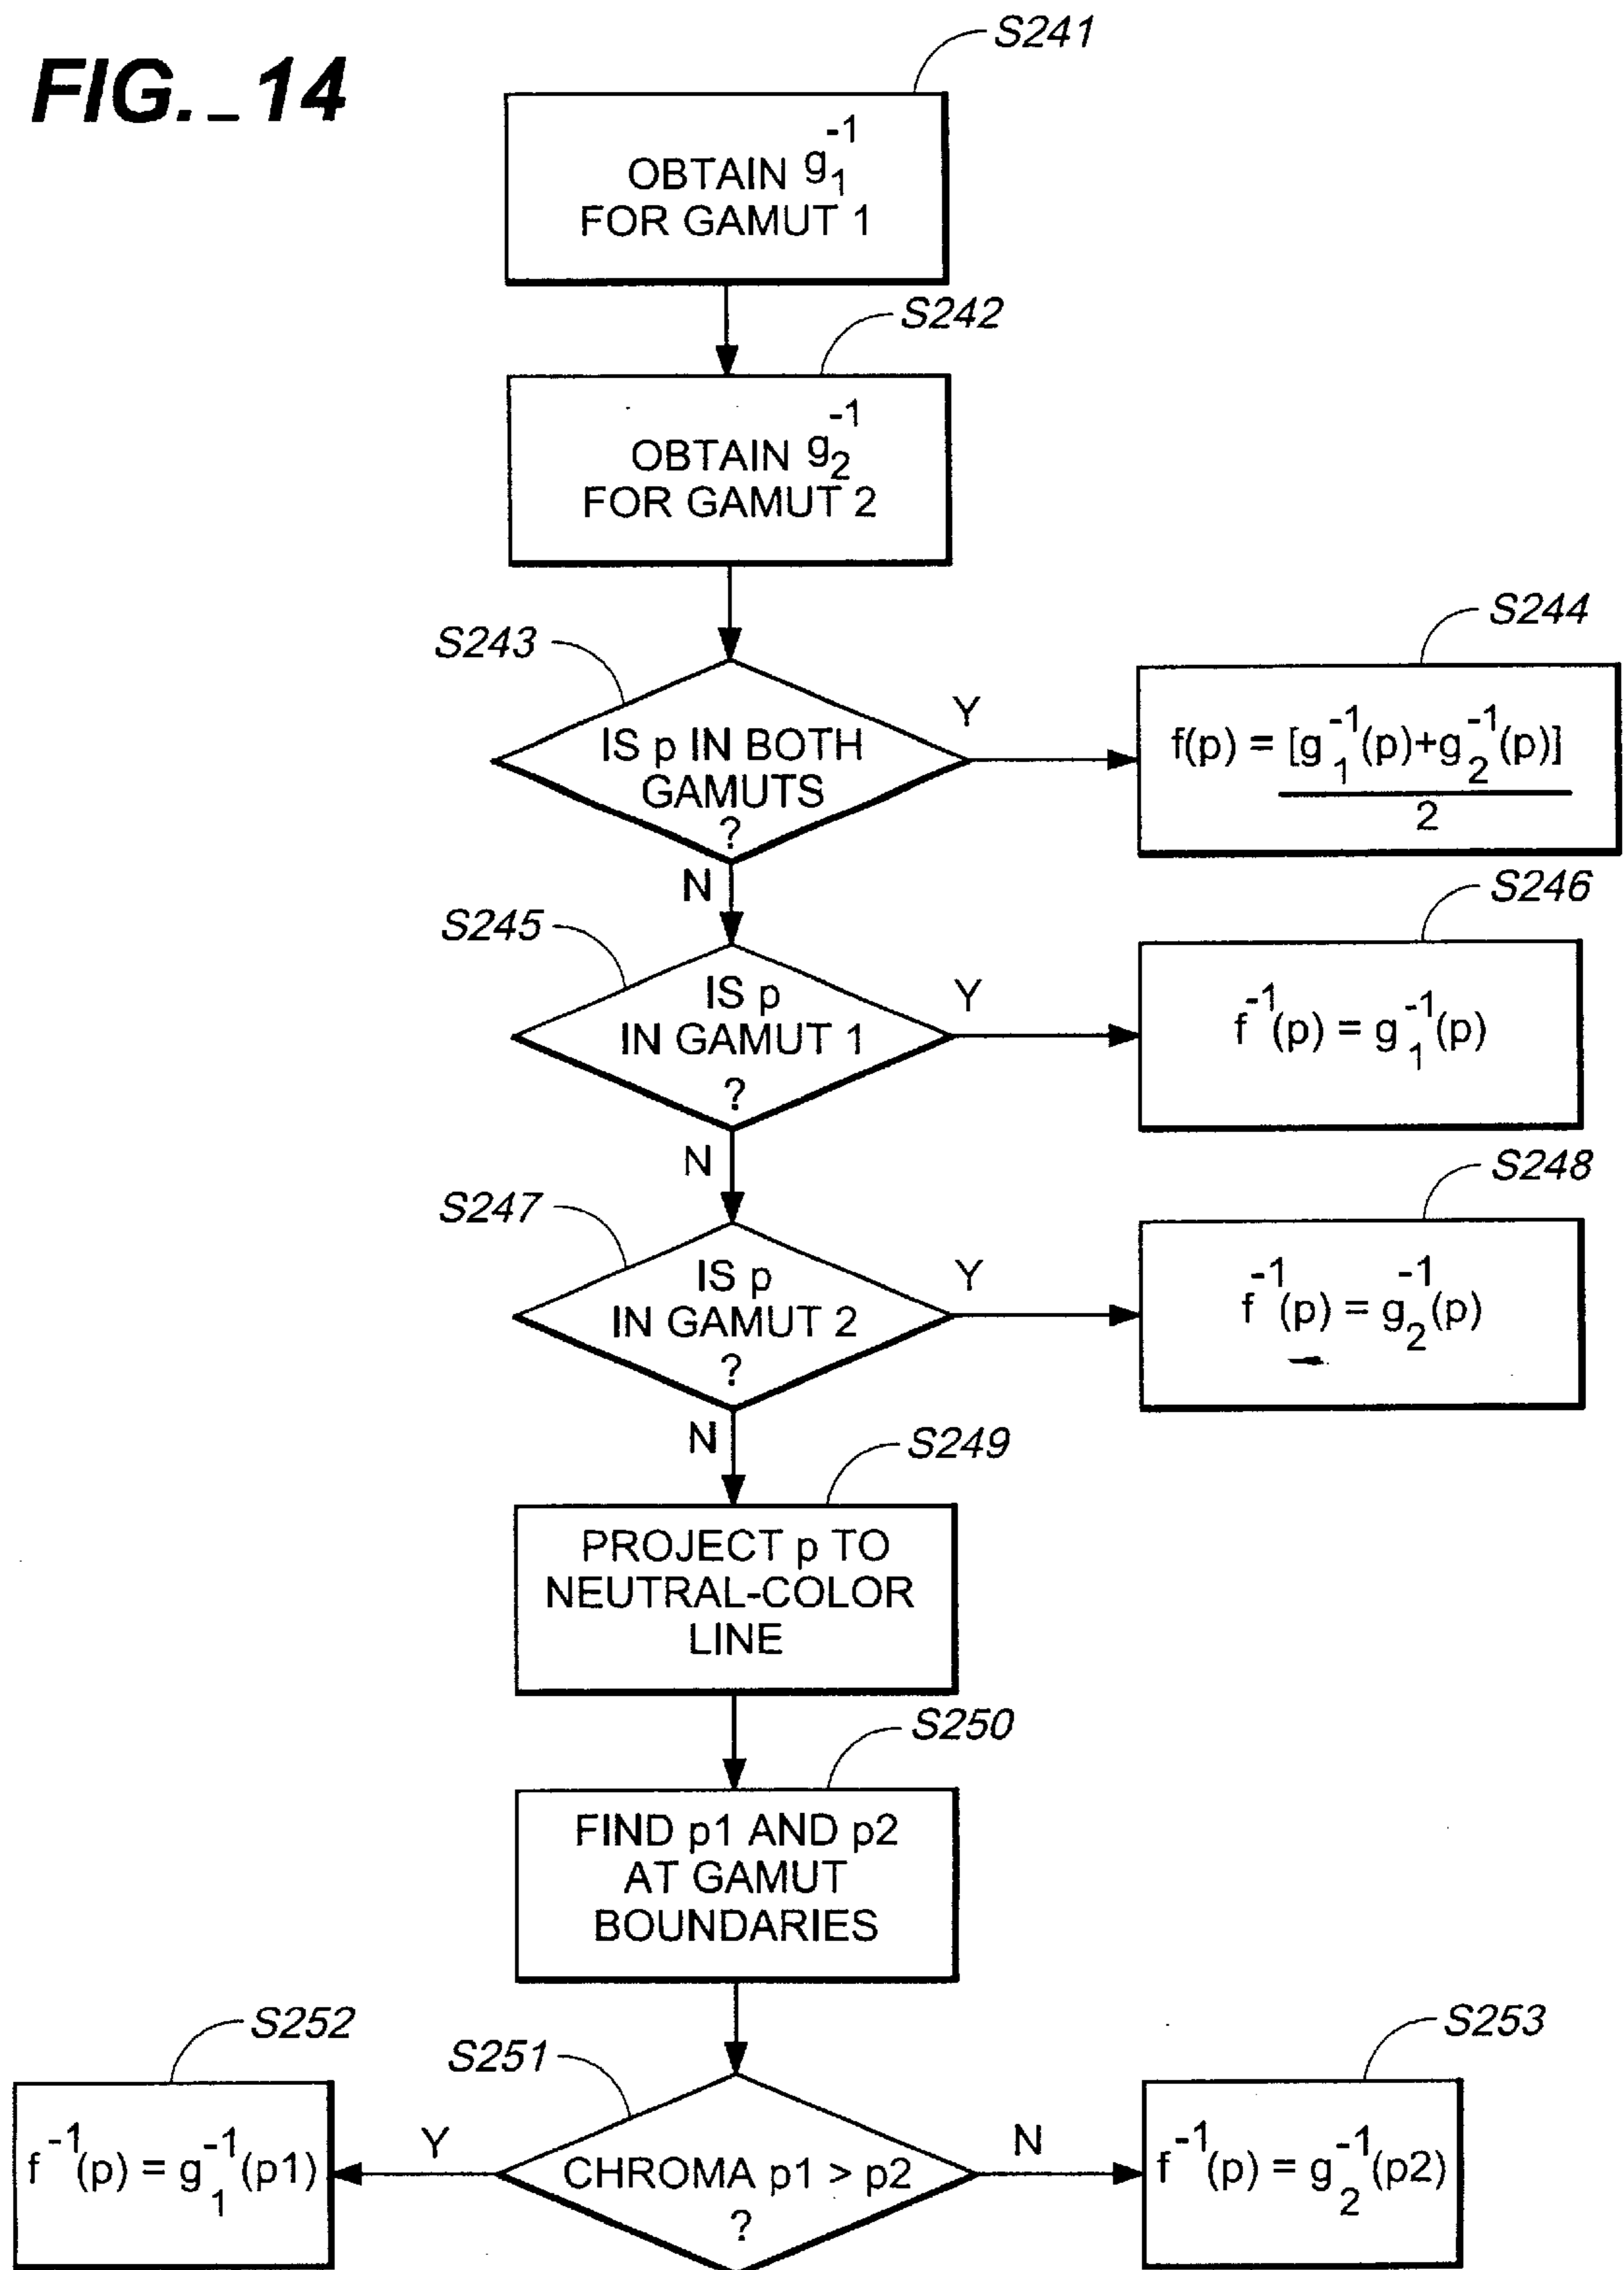 FIG._14
S241
OBTAIN g₁⁻¹
FOR GAMUT 1
S242
OBTAIN g₂⁻¹
FOR GAMUT 2
S243
IS p IN BOTH
GAMUTS
?
Y
N
S244
f(p) = [g₁⁻¹(p)+g₂⁻¹(p)]
2
S245
IS p
IN GAMUT 1
?
Y
N
S246
f⁻¹(p) = g₁⁻¹(p)
S247
IS p
IN GAMUT 2
?
Y
N
S248
f⁻¹(p) = g₂⁻¹(p)
S249
PROJECT p TO
NEUTRAL-COLOR
LINE
S250
FIND p1 AND p2
AT GAMUT
BOUNDARIES
S251
CHROMA p1 > p2
?
Y
N
S252
f⁻¹(p) = g₁⁻¹(p1)
S253
f⁻¹(p) = g₂⁻¹(p2)